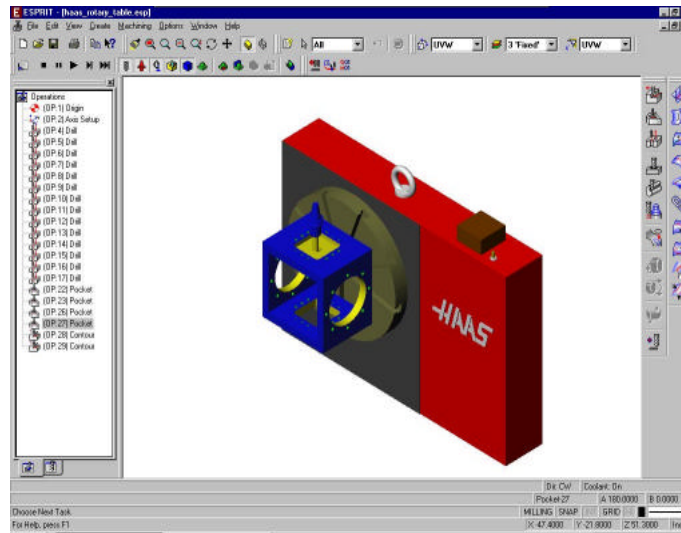 ESPRIT - [haas_rotary_table.esp]
File Edit View Create Machining Options Window Help
All UVW 3 'Fixed' UVW
Operations
(OP:1) Origin
(OP:2) Axis Setup
(OP:4) Drill
(OP:5) Drill
(OP:6) Drill
(OP:7) Drill
(OP:8) Drill
(OP:9) Drill
(OP:10) Drill
(OP:11) Drill
(OP:12) Drill
(OP:13) Drill
(OP:14) Drill
(OP:15) Drill
(OP:16) Drill
(OP:17) Drill
(OP:22) Pocket
(OP:23) Pocket
(OP:26) Pocket
(OP:27) Pocket
(OP:28) Contour
(OP:29) Contour
HAAS
Dir: CW Coolant: On
Pocket-27 A 180.0000 B 0.0000
Choose Next Task MILLING SNAP INT GRID
For Help, press F1 X -47.4000 Y -21.8000 Z 51.3000